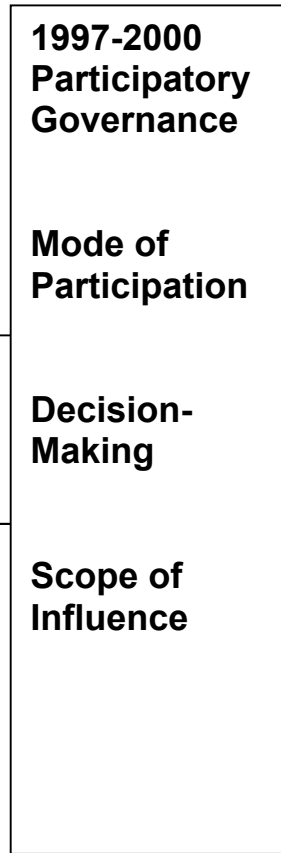 1997-2000
Participatory
Governance
Mode of
Participation
Decision-
Making
Scope of
Influence